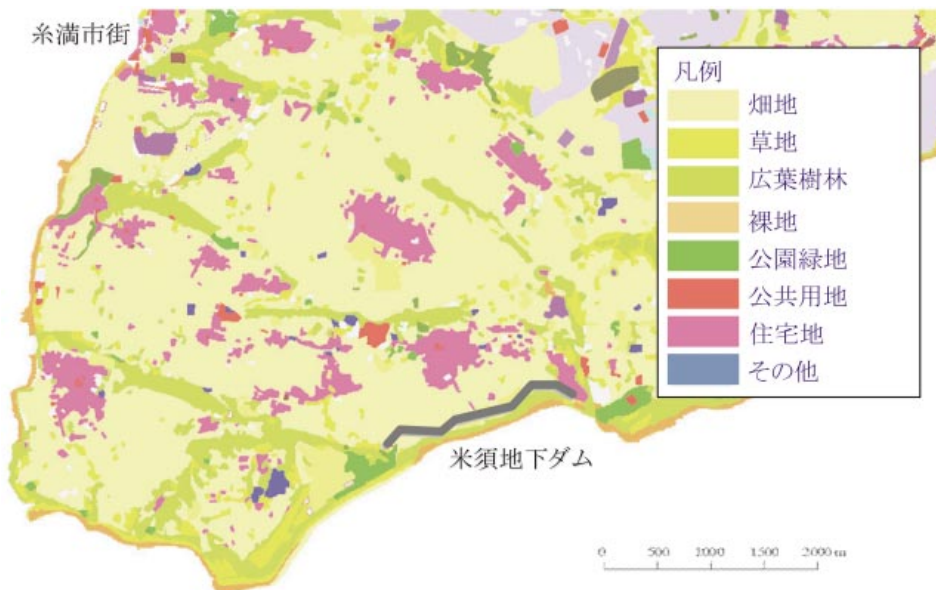 糸満市街
凡例
畑地
草地
広葉樹林
裸地
公園緑地
公共用地
住宅地
その他
米須地下ダム
0 500 1000 1,500 2000 m